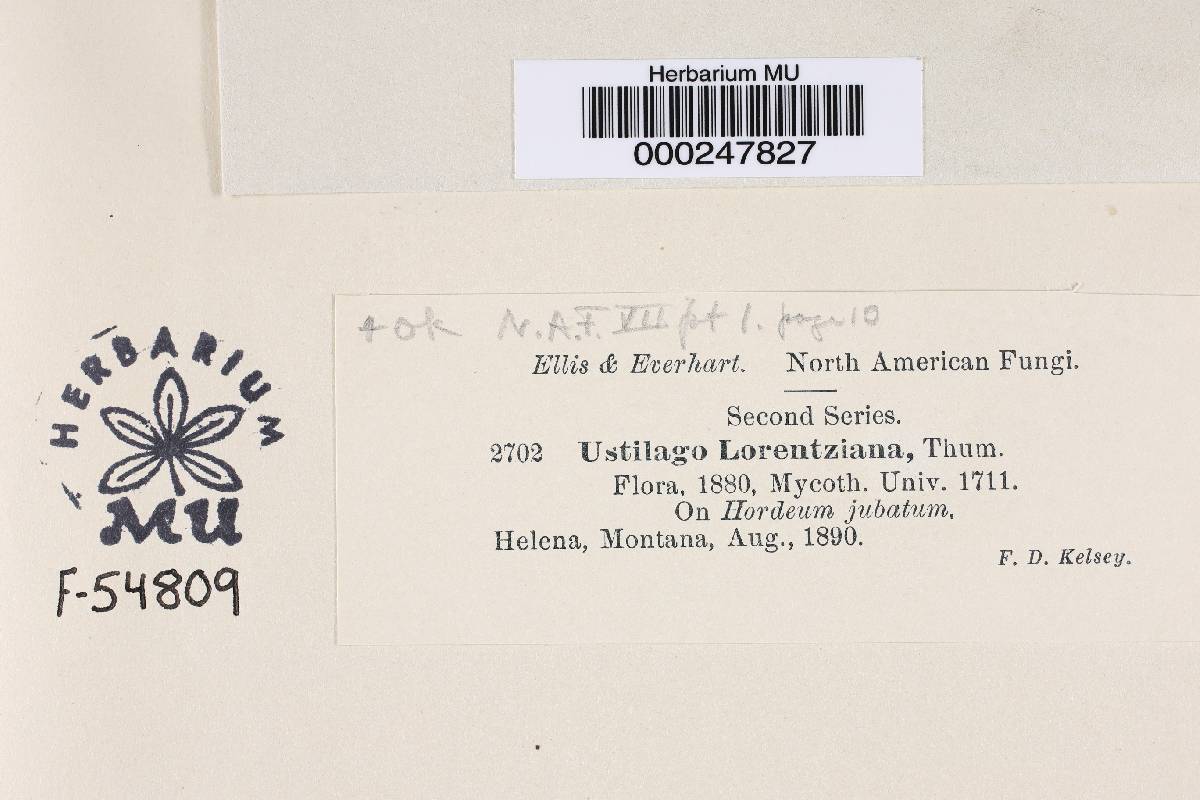 Herbarium MU
000247827
+ ok N.A.F. VII pt 1. page 10
Ellis & Everhart. North American Fungi.
Second Series.
2702 Ustilago Lorentziana, Thum.
Flora, 1880, Mycoth. Univ. 1711.
On Hordeum jubatum,
Helena, Montana, Aug., 1890.
F. D. Kelsey.
HERBARIUM
MU
F-54809